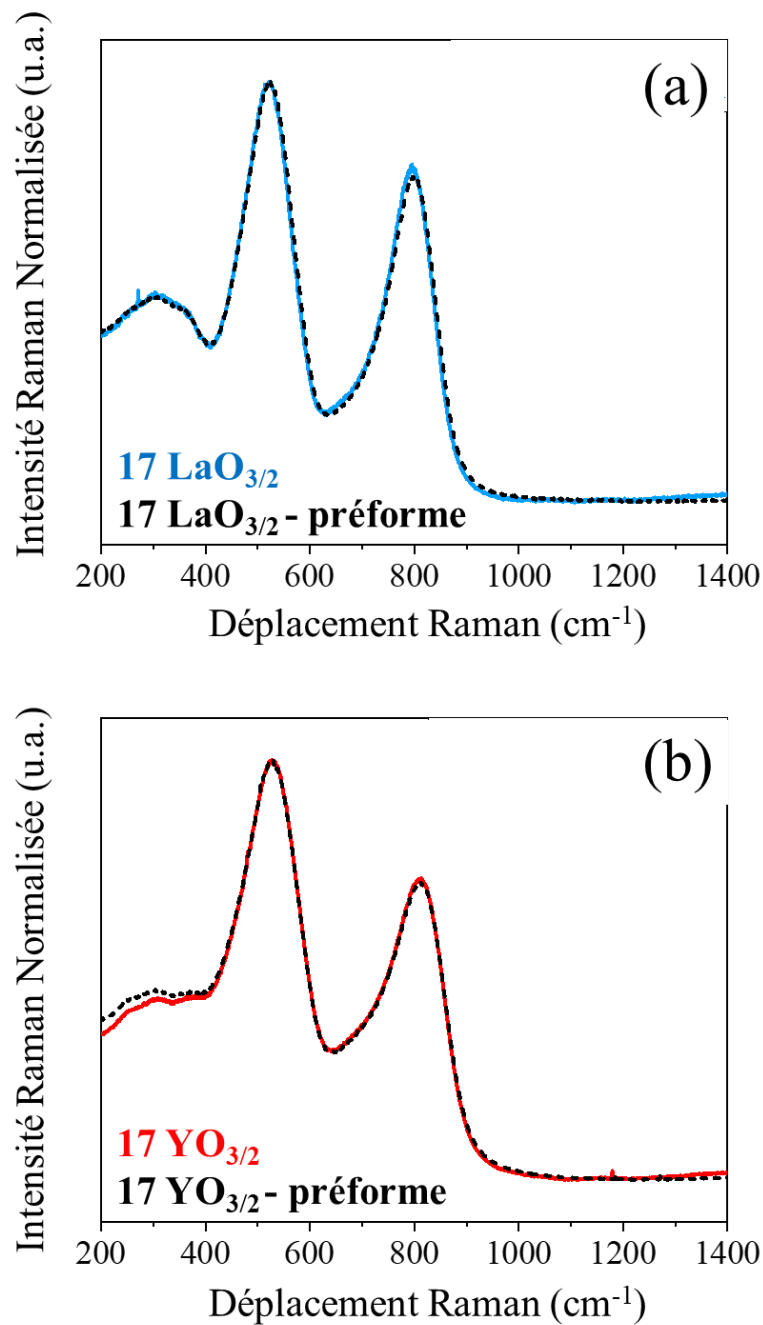 Intensité Raman Normalisée (u.a.)
(a)
17 LaO3/2
17 LaO3/2 - préforme
200 400 600 800 1000 1200 1400
Déplacement Raman (cm-1)
Intensité Raman Normalisée (u.a.)
(b)
17 YO3/2
17 YO3/2 - préforme
200 400 600 800 1000 1200 1400
Déplacement Raman (cm-1)